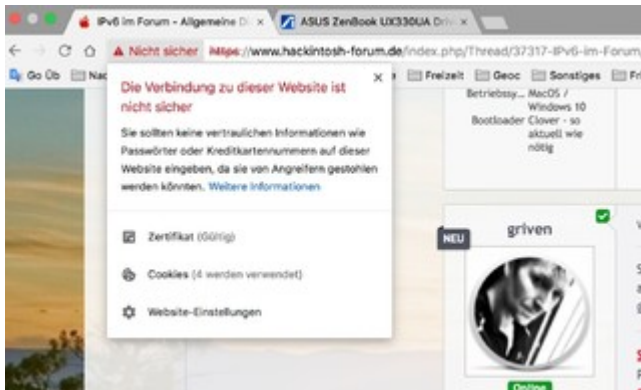 IPv6 im Forum - Allgemeine Di
ASUS ZenBook UX330UA Driv
Nicht sicher https://www.hackintosh-forum.de/index.php/Thread/37317-IPv6-im-Forum
Go Üb
Freizeit Geoc Sonstiges
Die Verbindung zu dieser Website ist
nicht sicher
Sie sollten keine vertraulichen Informationen wie
Passwörter oder Kreditkartennummern auf dieser
Website eingeben, da sie von Angreifern gestohlen
werden könnten. Weitere Informationen
Zertifikat (Gültig)
Cookies (4 werden verwendet)
Website-Einstellungen
Betriebssy... MacOS /
Windows 10
Bootloader Clover - so
aktuell wie
nötig
NEU
griven
Online